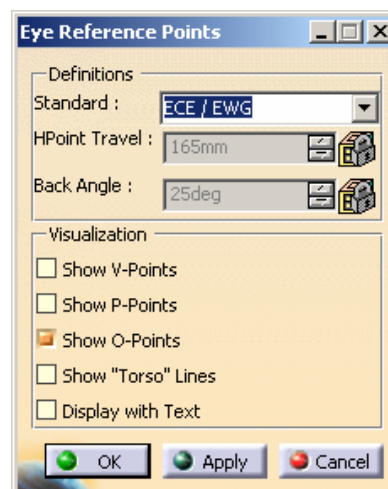 Eye Reference Points
Definitions
Standard : ECE / EWG
HPoint Travel : 165mm
Back Angle : 25deg
Visualization
Show V-Points
Show P-Points
Show O-Points
Show "Torso" Lines
Display with Text
OK Apply Cancel